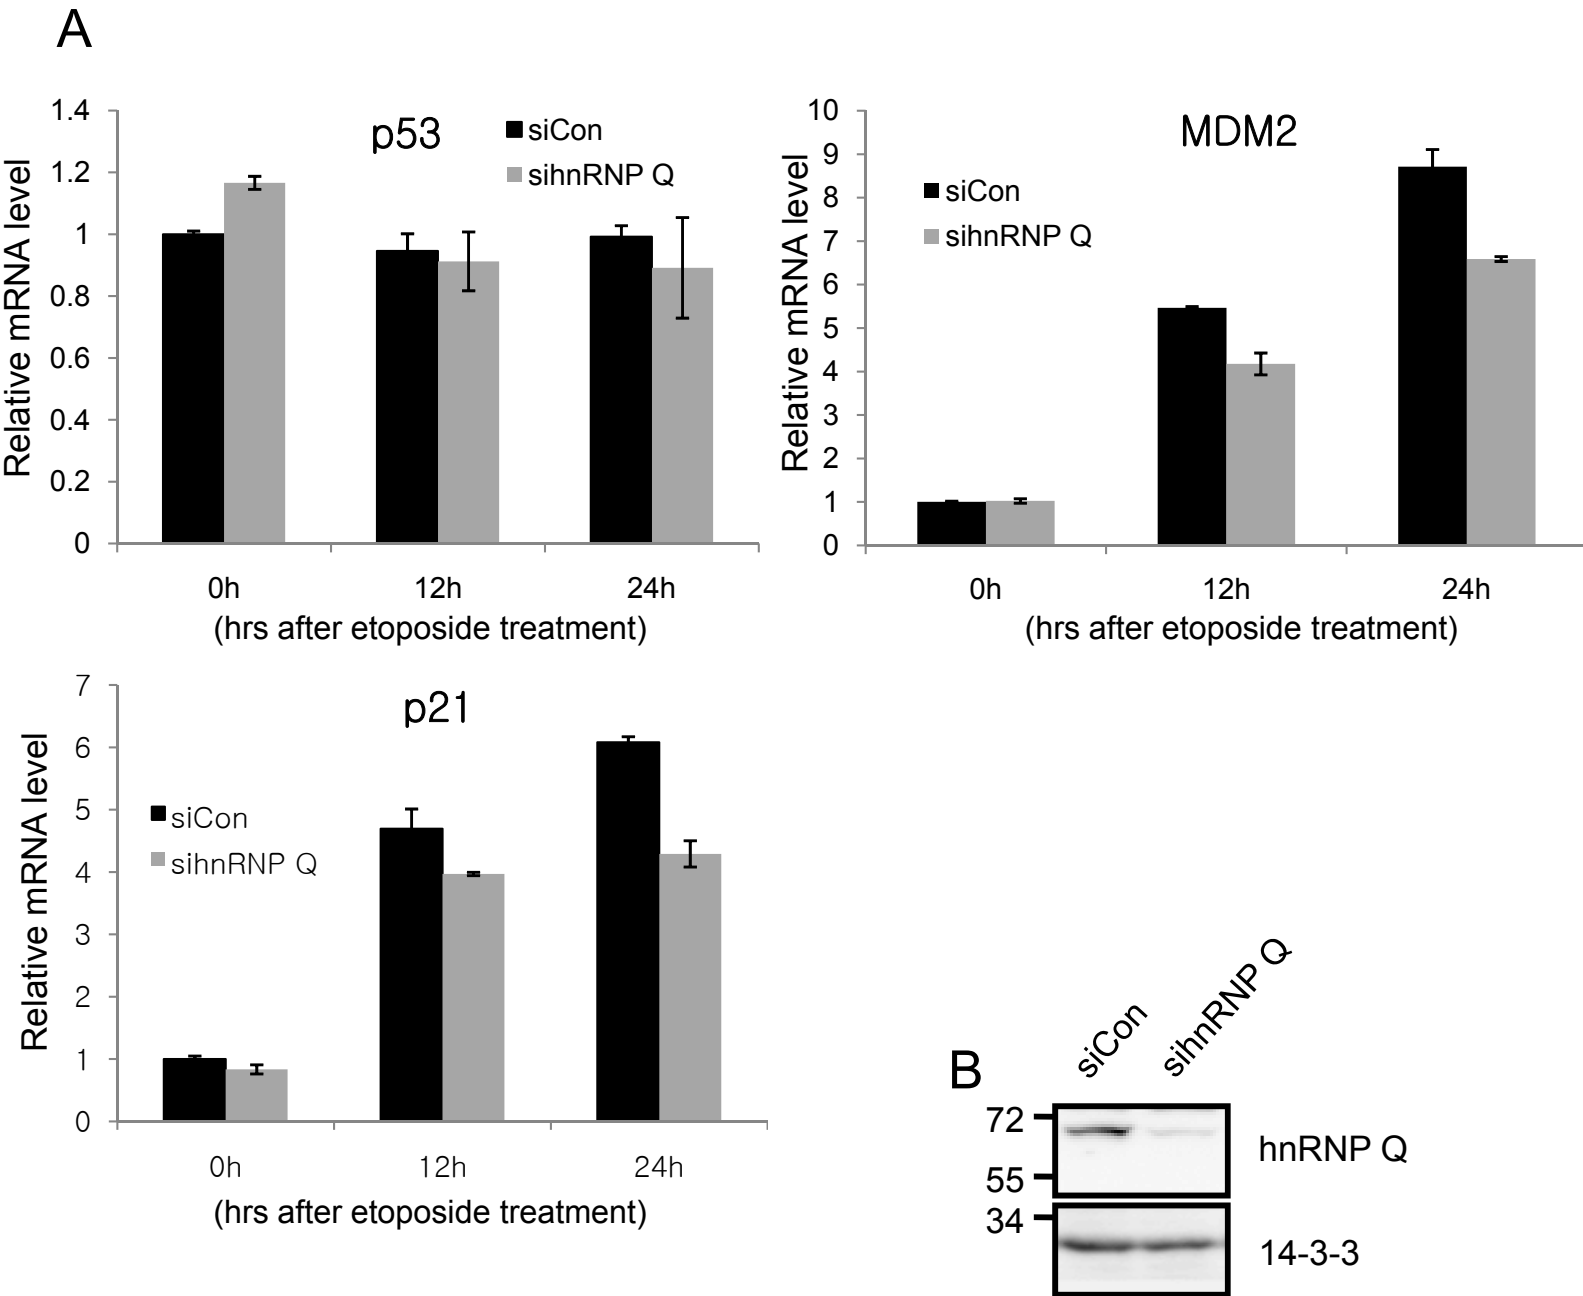 A
p53
siCon
sihnRNP Q
Relative mRNA level
1.4
1.2
1
0.8
0.6
0.4
0.2
0
0h 12h 24h
(hrs after etoposide treatment)
MDM2
siCon
sihnRNP Q
Relative mRNA level
10
9
8
7
6
5
4
3
2
1
0
0h 12h 24h
(hrs after etoposide treatment)
p21
siCon
sihnRNP Q
Relative mRNA level
7
6
5
4
3
2
1
0
0h 12h 24h
(hrs after etoposide treatment)
B
siCon
sihnRNP Q
72
55
hnRNP Q
34
14-3-3